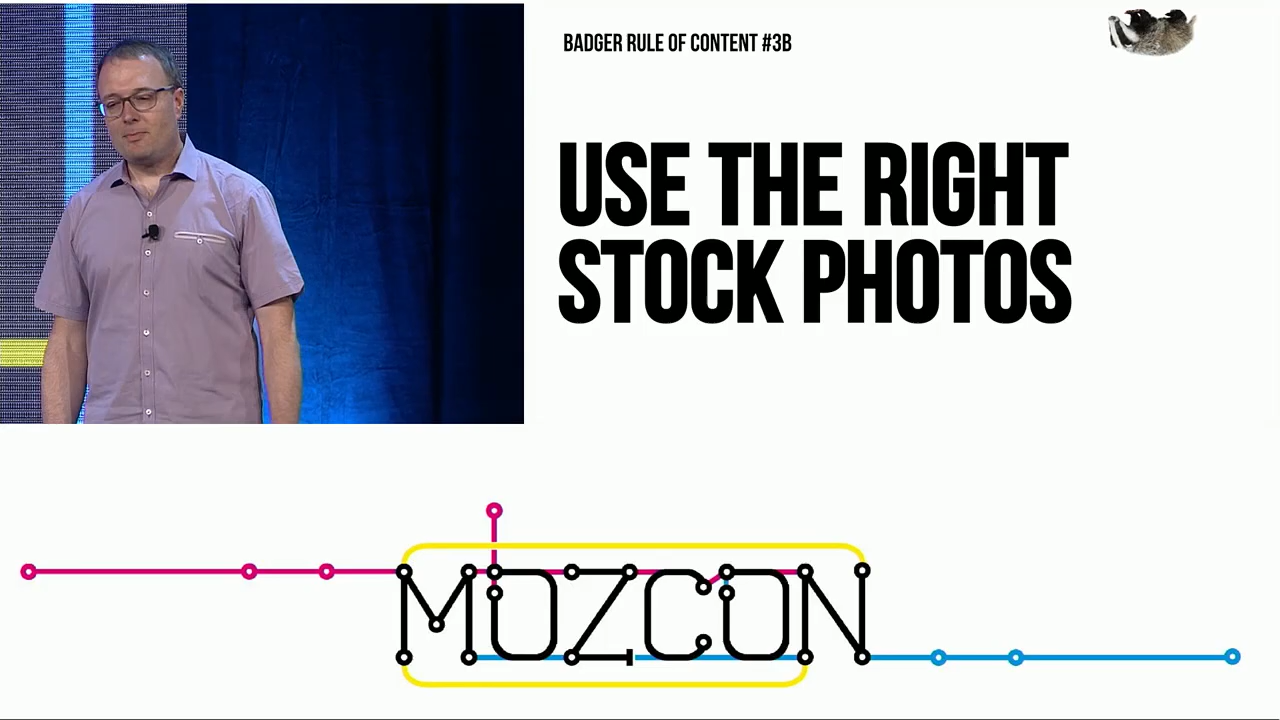 BADGER RULE OF CONTENT #3B
USE THE RIGHT
STOCK PHOTOS
MOZCON